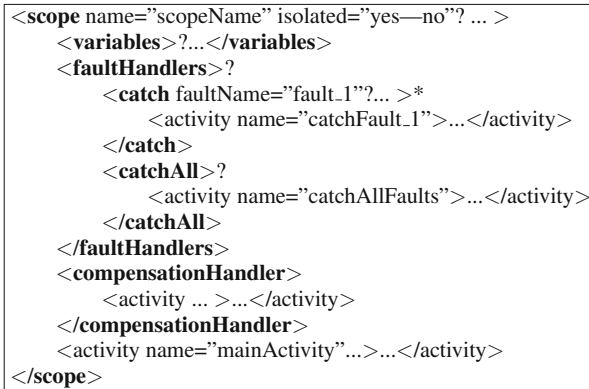 <scope name=”scopeName” isolated=”yes—no”? ... >
<variables>?...</variables>
<faultHandlers>?
<catch faultName=”fault_1”?... >*
<activity name=”catchFault_1”>...</activity>
</catch>
<catchAll>?
<activity name=”catchAllFaults”>...</activity>
</catchAll>
</faultHandlers>
<compensationHandler>
<activity ... >...</activity>
</compensationHandler>
<activity name=”mainActivity”...>...</activity>
</scope>